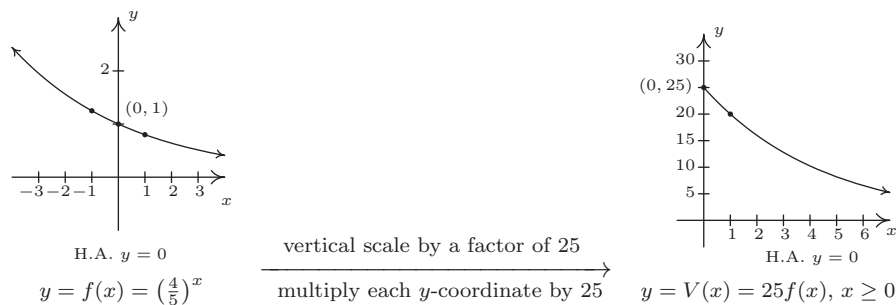 y
2
(0, 1)
−3 −2 −1 1 2 3
x
H.A. y = 0
y = f(x) = (4/5)^x
vertical scale by a factor of 25
multiply each y-coordinate by 25
y
30
(0, 25)
20
15
10
5
1 2 3 4 5 6
x
H.A. y = 0
y = V(x) = 25f(x), x ≥ 0